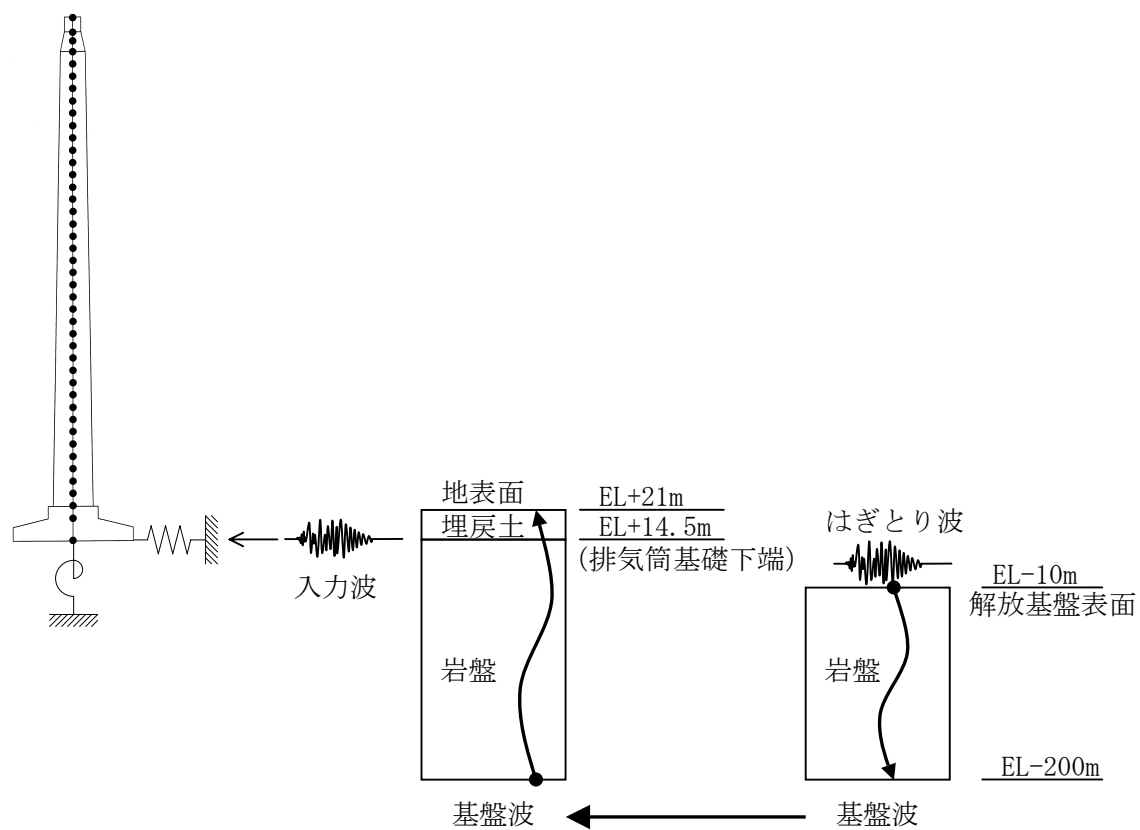 地表面
EL+21m
埋戻土
EL+14.5m
(排気筒基礎下端)
はぎとり波
入力波
EL-10m
解放基盤表面
岩盤
岩盤
EL-200m
基盤波
基盤波